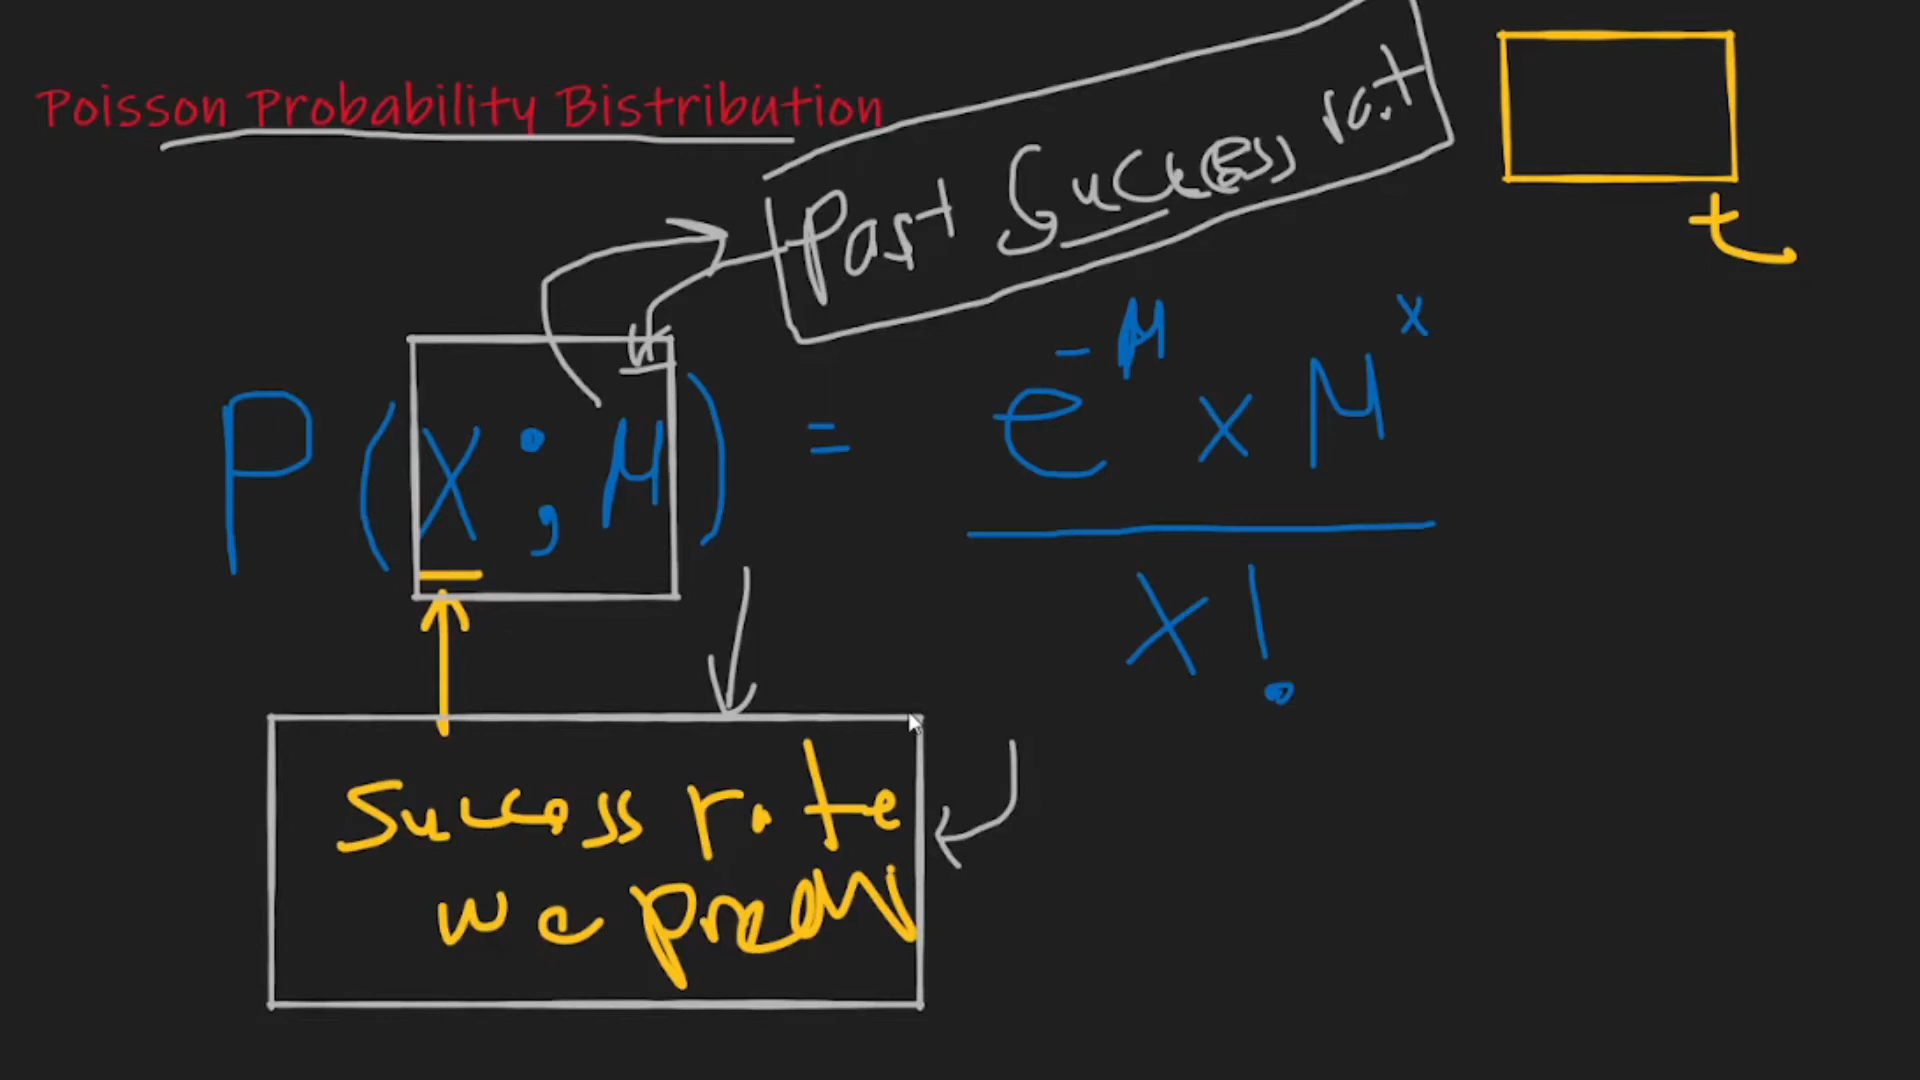 Poisson Probability Bistribution
Past Success rat
t
P(x;μ) = e^-μ x μ^x
x!
Success rate
we predi